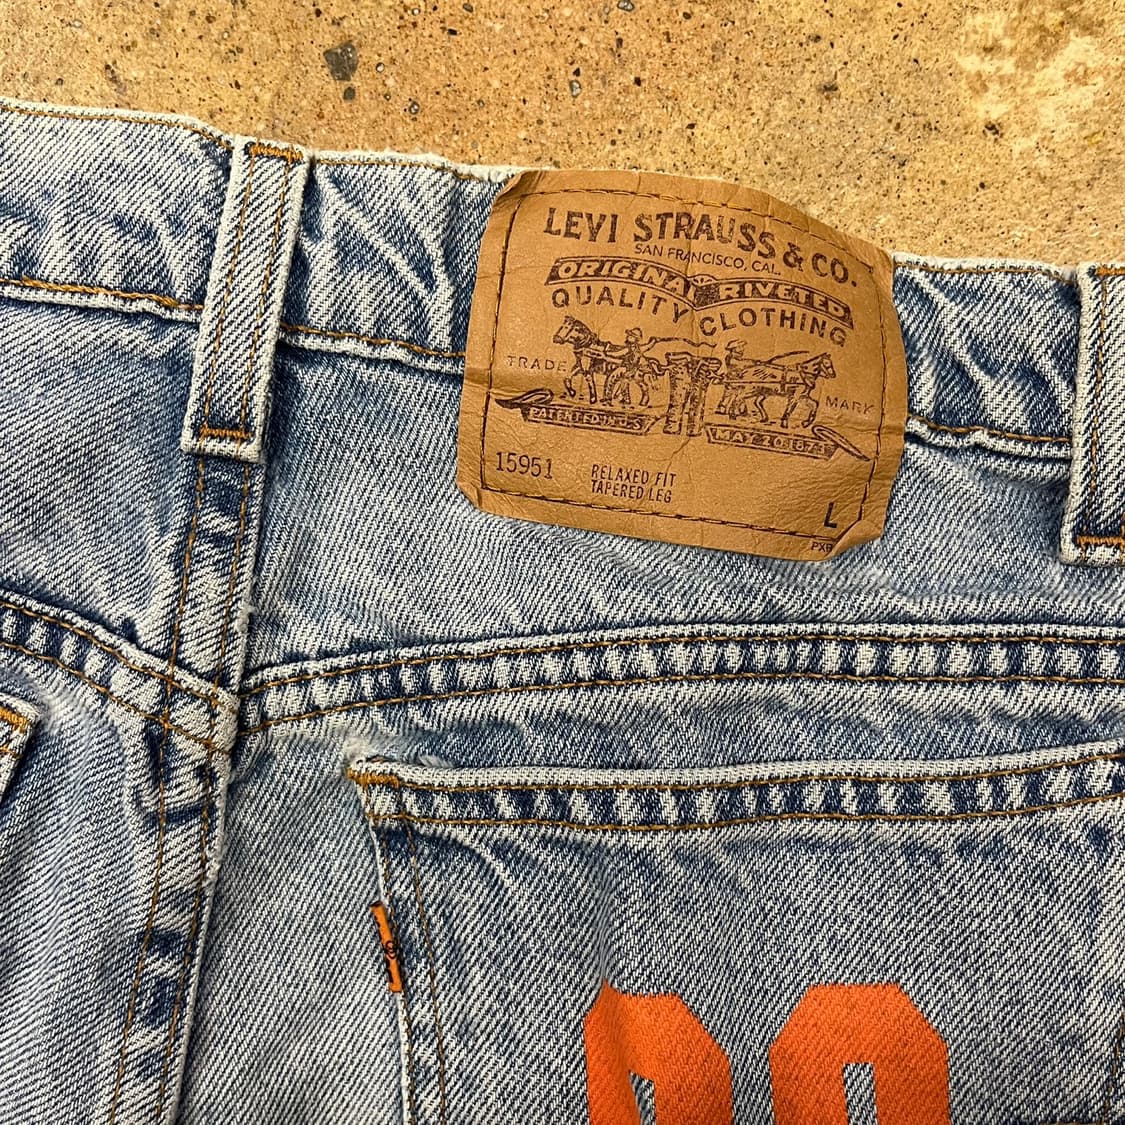 LEVI STRAUSS & CO.
SAN FRANCISCO, CAL.
ORIGINAL RIVETED
QUALITY CLOTHING
TRADE MARK
PATENTED IN U.S. MAY 20 1873
15951
RELAXED FIT
TAPERED LEG
L